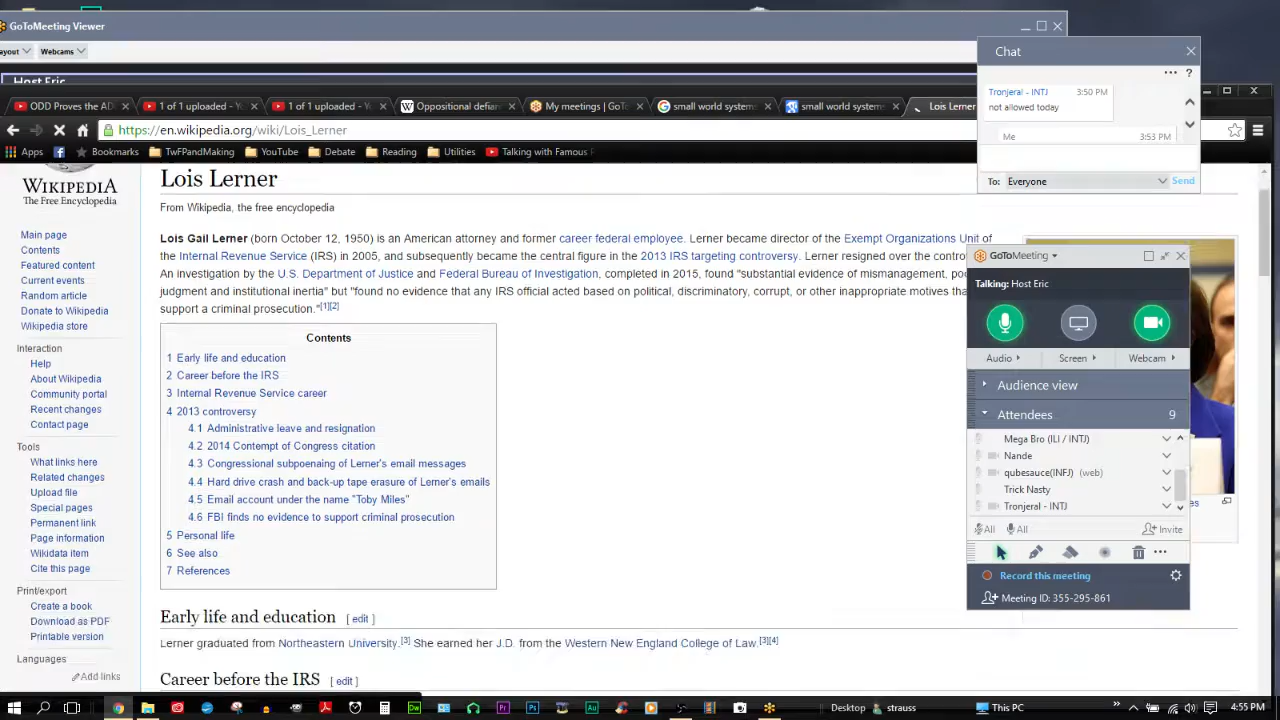 GoToMeeting Viewer
ayout Webcams
Host Eric
Chat
Tronjeral - INTJ 3:50 PM
not allowed today
Me 3:53 PM
To: Everyone Send
ODD Proves the AD
1 of 1 uploaded - Yo
1 of 1 uploaded - Yo
Oppositional defian
My meetings | GoTo
small world systems
small world systems
Lois Lerner
https://en.wikipedia.org/wiki/Lois_Lerner
Apps Bookmarks TwFPAndMaking YouTube Debate Reading Utilities Talking with Famous
WIKIPEDIA
The Free Encyclopedia
Main page
Contents
Featured content
Current events
Random article
Donate to Wikipedia
Wikipedia store
Interaction
Help
About Wikipedia
Community portal
Recent changes
Contact page
Tools
What links here
Related changes
Upload file
Special pages
Permanent link
Page information
Wikidata item
Cite this page
Print/export
Create a book
Download as PDF
Printable version
Languages
Add links
Lois Lerner
From Wikipedia, the free encyclopedia
Lois Gail Lerner (born October 12, 1950) is an American attorney and former career federal employee. Lerner became director of the Exempt Organizations Unit of
the Internal Revenue Service (IRS) in 2005, and subsequently became the central figure in the 2013 IRS targeting controversy. Lerner resigned over the contro
An investigation by the U.S. Department of Justice and Federal Bureau of Investigation, completed in 2015, found "substantial evidence of mismanagement, po
judgment and institutional inertia" but "found no evidence that any IRS official acted based on political, discriminatory, corrupt, or other inappropriate motives tha
support a criminal prosecution."[1][2]
Contents
1 Early life and education
2 Career before the IRS
3 Internal Revenue Service career
4 2013 controversy
4.1 Administrative leave and resignation
4.2 2014 Contempt of Congress citation
4.3 Congressional subpoenaing of Lerner's email messages
4.4 Hard drive crash and back-up tape erasure of Lerner's emails
4.5 Email account under the name "Toby Miles"
4.6 FBI finds no evidence to support criminal prosecution
5 Personal life
6 See also
7 References
Early life and education [ edit ]
Lerner graduated from Northeastern University.[3] She earned her J.D. from the Western New England College of Law.[3][4]
Career before the IRS [ edit ]
GoToMeeting
Talking: Host Eric
Audio Screen Webcam
Audience view
Attendees 9
Mega Bro (ILI / INTJ)
Nande
qubesauce(INFJ) (web)
Trick Nasty
Tronjeral - INTJ
All All Invite
Record this meeting
Meeting ID: 355-295-861
es
Desktop strauss This PC 4:55 PM